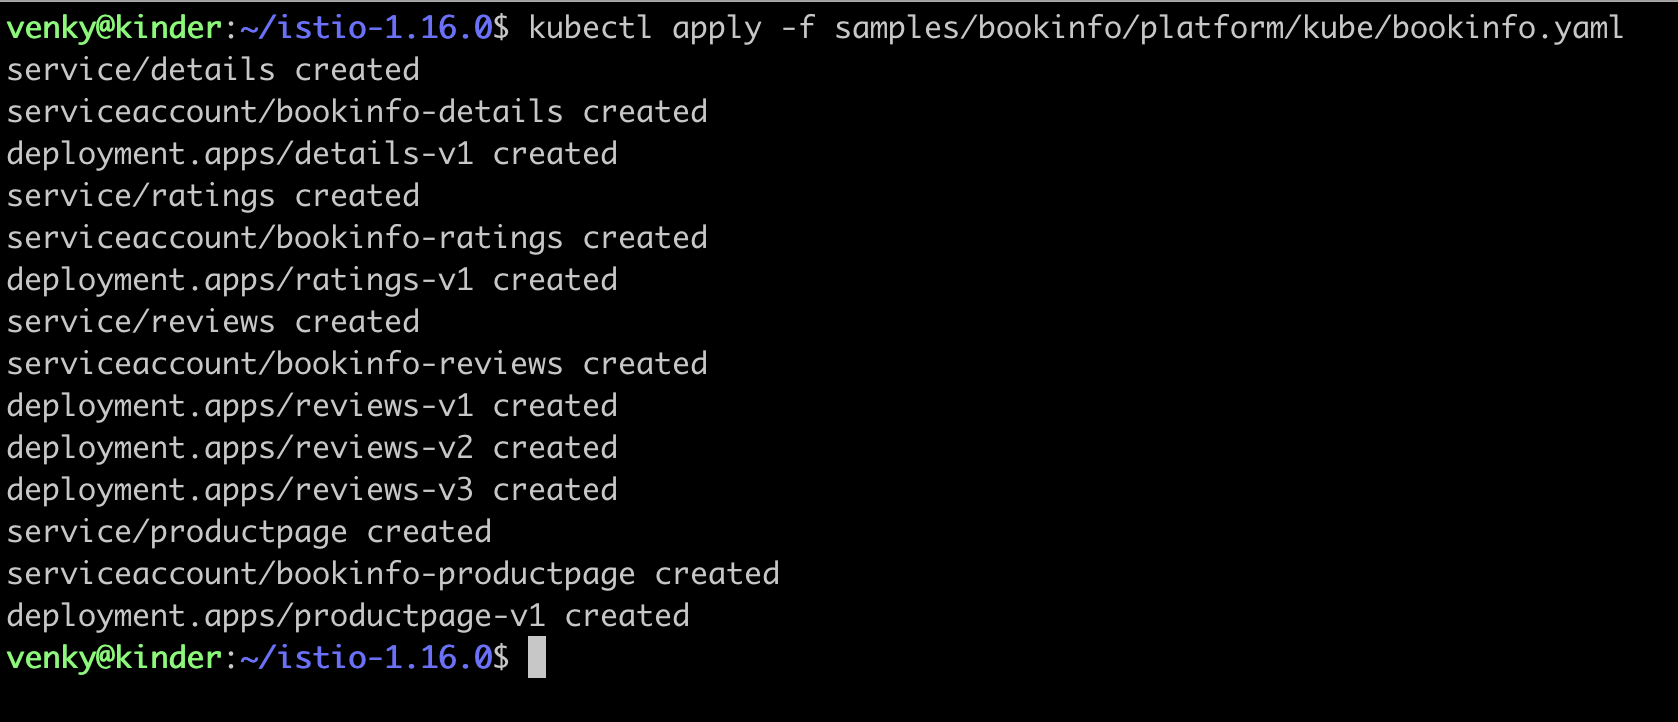 venky@kinder:~/istio-1.16.0$ kubectl apply -f samples/bookinfo/platform/kube/bookinfo.yaml
service/details created
serviceaccount/bookinfo-details created
deployment.apps/details-v1 created
service/ratings created
serviceaccount/bookinfo-ratings created
deployment.apps/ratings-v1 created
service/reviews created
serviceaccount/bookinfo-reviews created
deployment.apps/reviews-v1 created
deployment.apps/reviews-v2 created
deployment.apps/reviews-v3 created
service/productpage created
serviceaccount/bookinfo-productpage created
deployment.apps/productpage-v1 created
venky@kinder:~/istio-1.16.0$